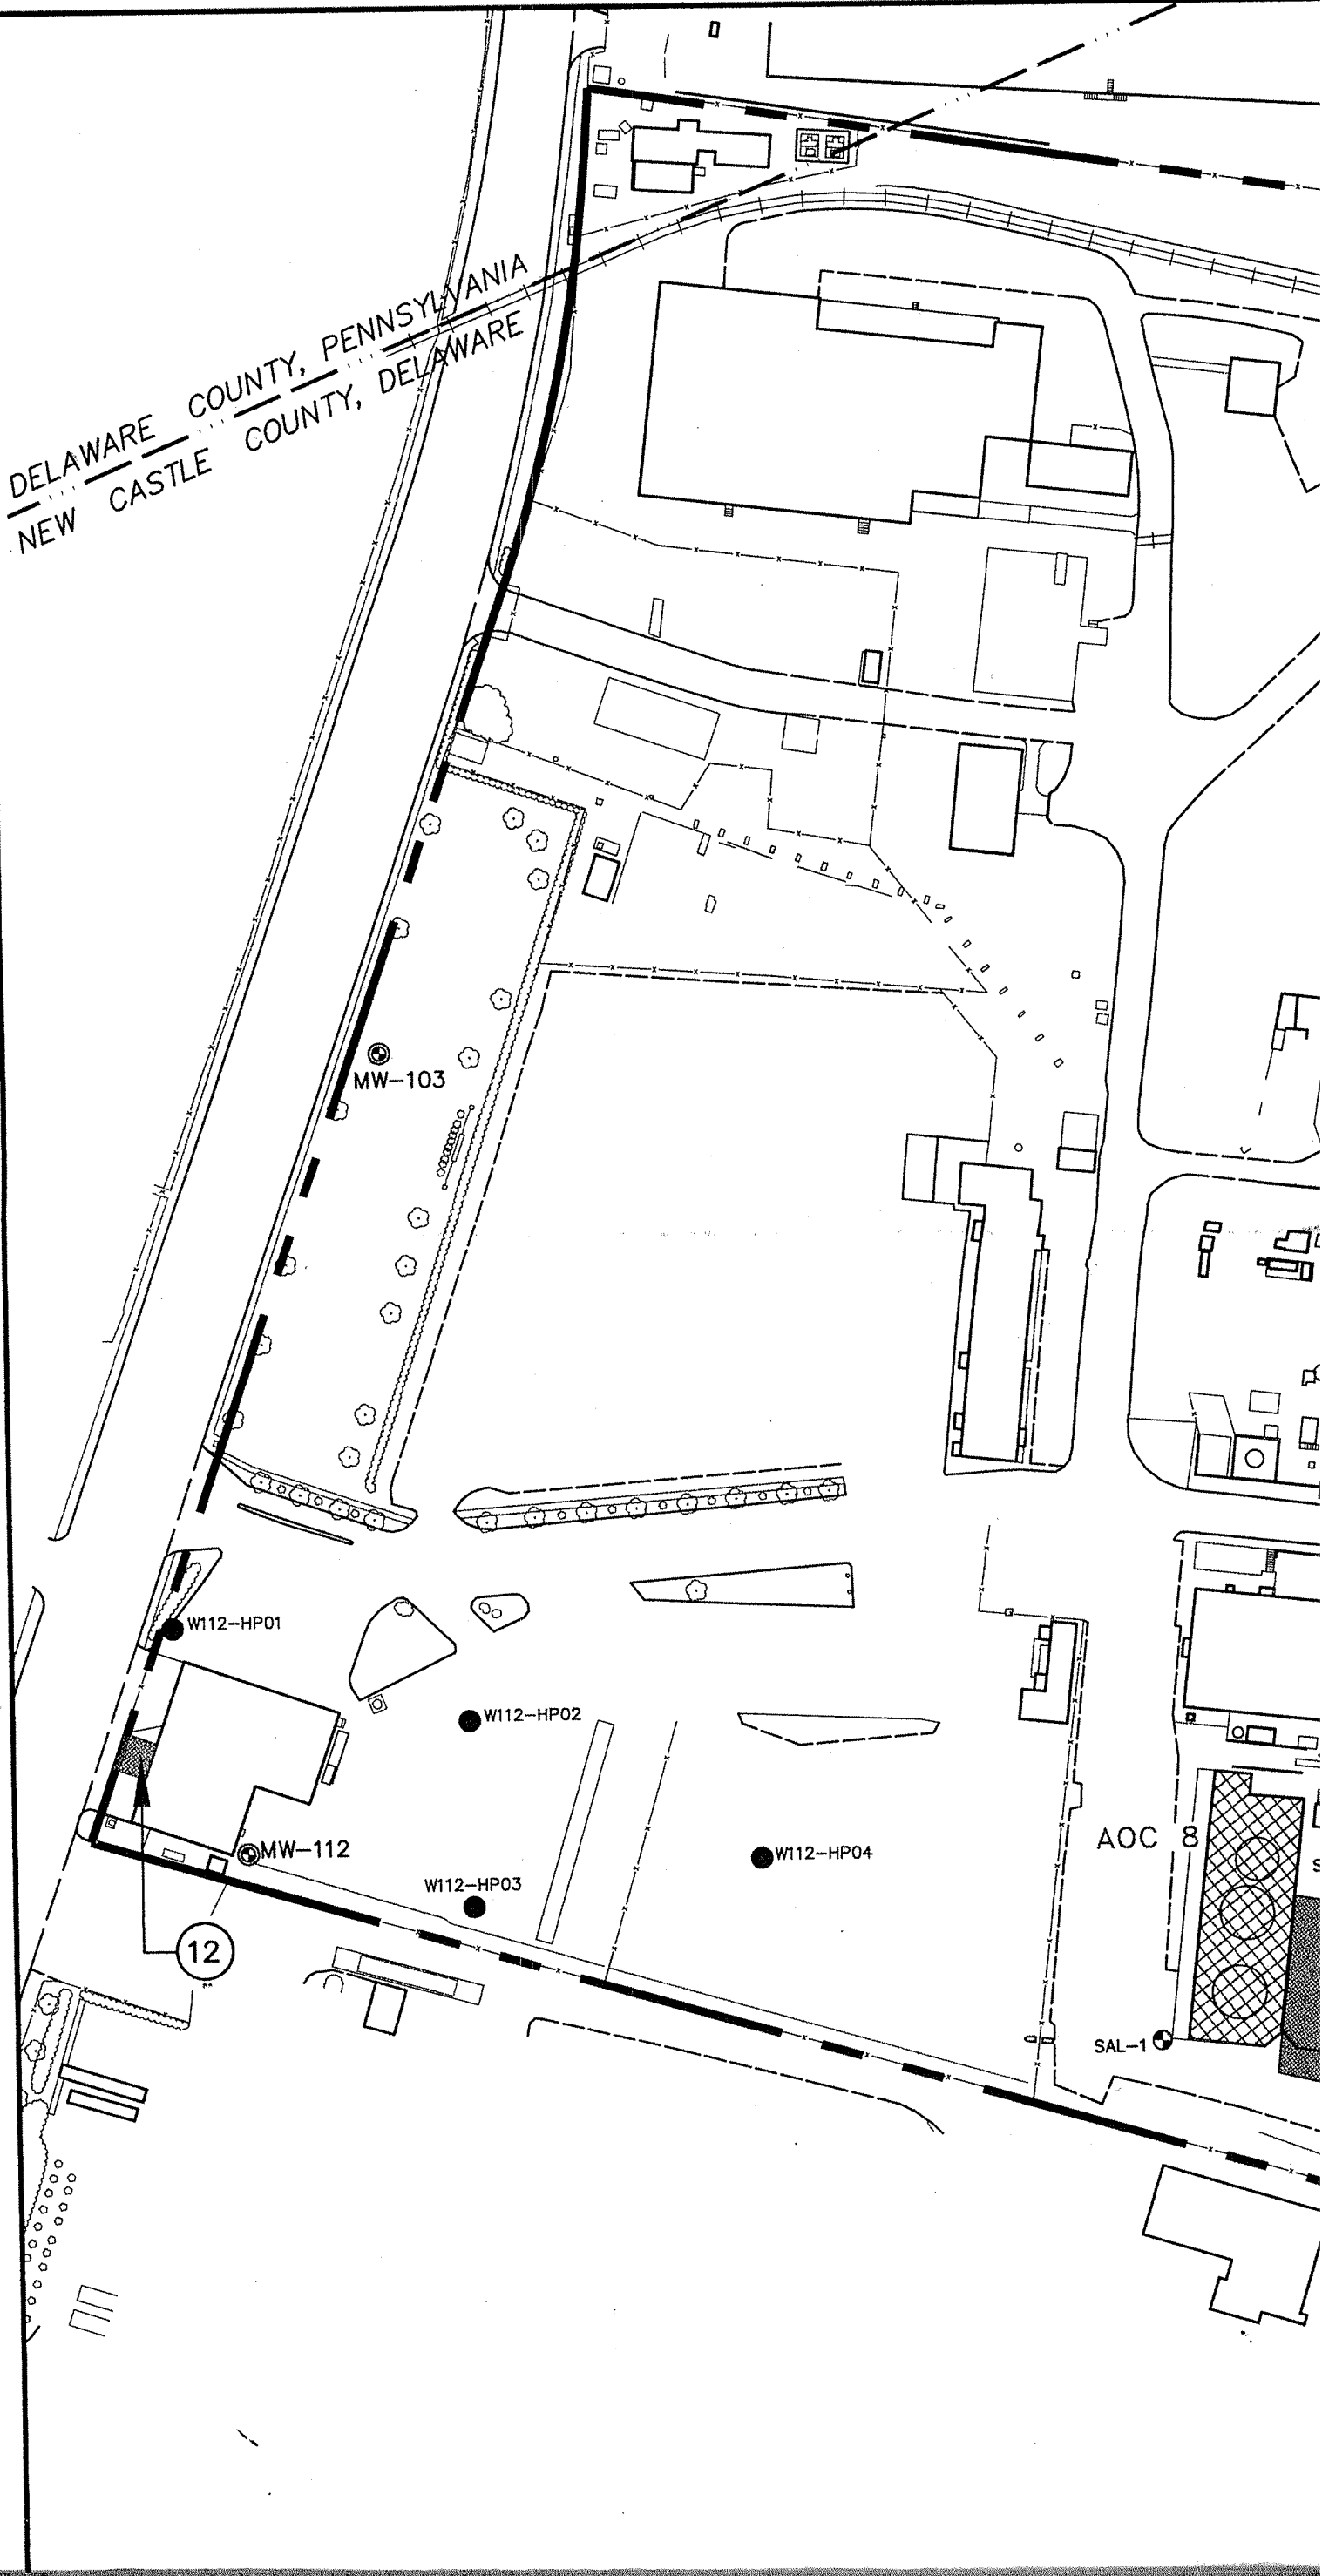 DELAWARE COUNTY, PENNSYLVANIA
NEW CASTLE COUNTY, DELAWARE
MW-103
W112-HP01
W112-HP02
MW-112
W112-HP03
W112-HP04
AOC 8
S
12
**
SAL-1